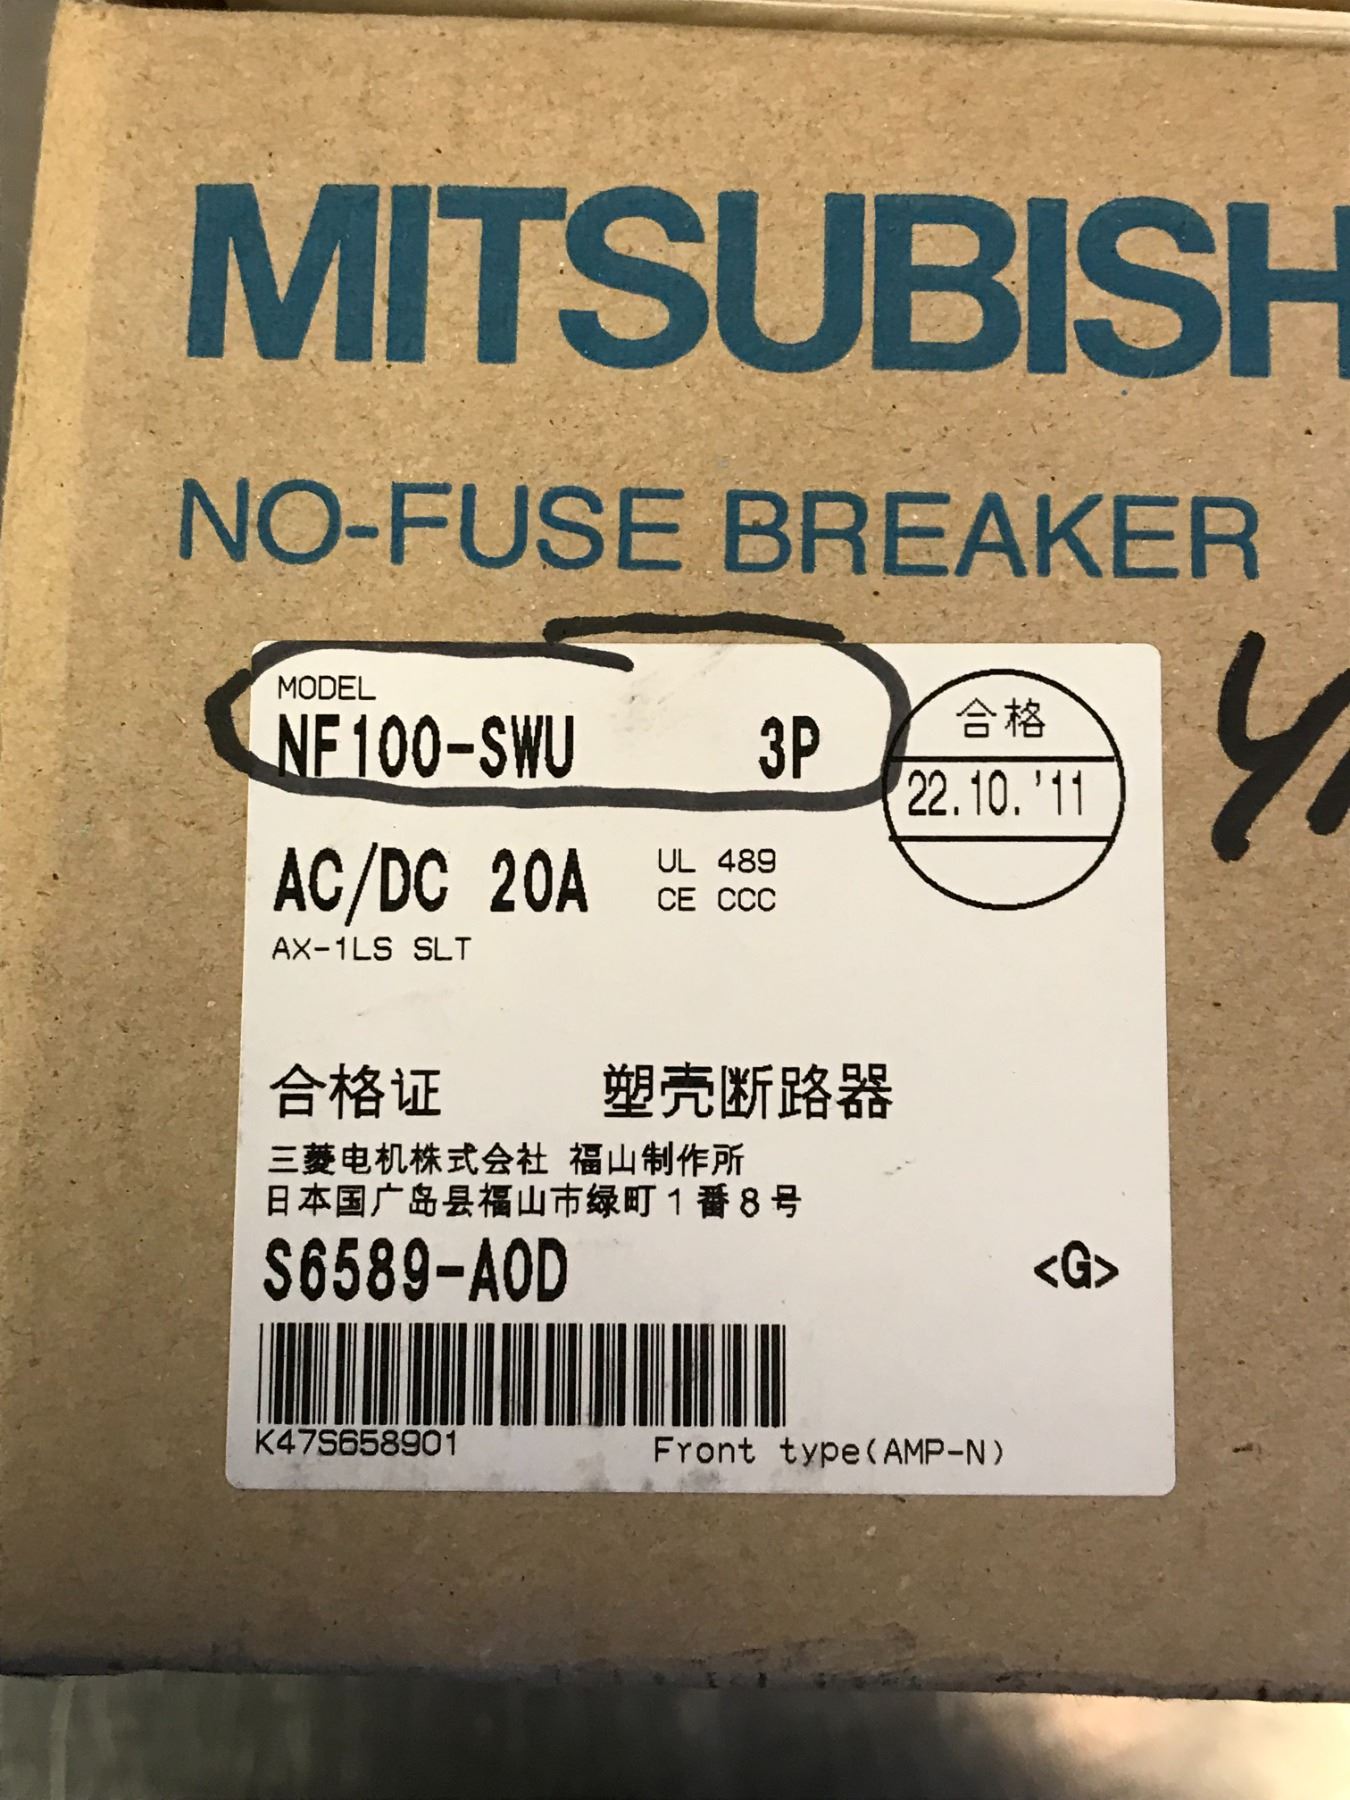 MITSUBISH
NO-FUSE BREAKER
MODEL
NF100-SWU 3P
合格
22.10.'11
AC/DC 20A
UL 489
CE CCC
AX-1LS SLT
合格证 塑壳断路器
三菱电机株式会社 福山制作所
日本国广岛县福山市绿町1番8号
S6589-A0D
<G>
K47S658901
Front type(AMP-N)